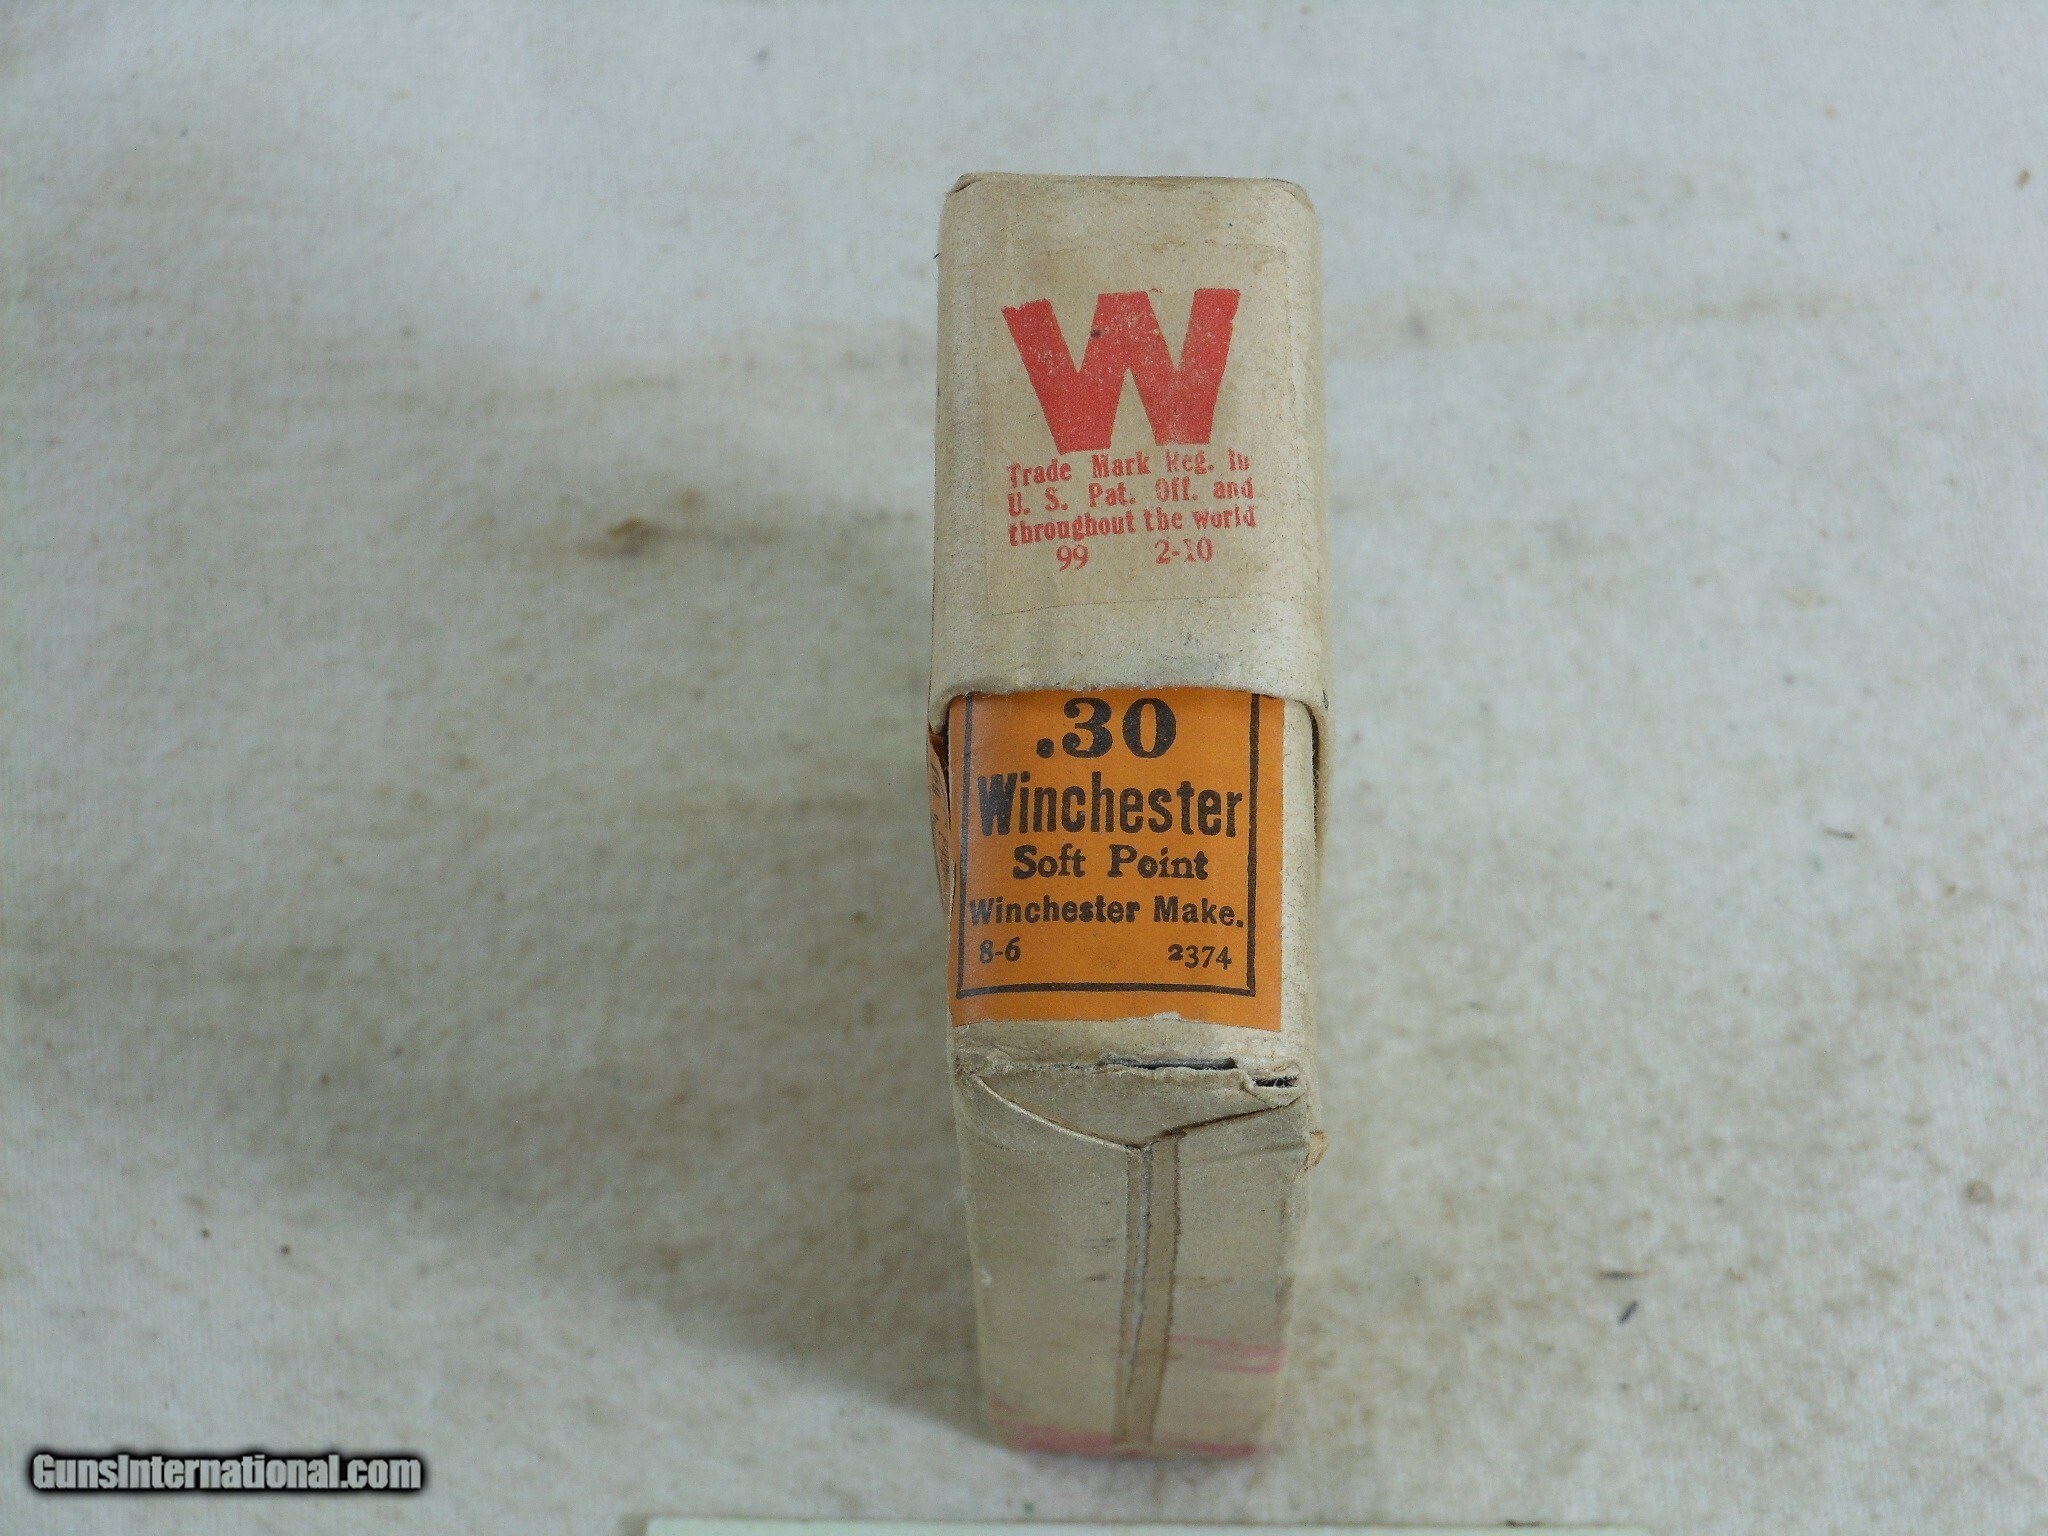 W
Trade Mark Reg. in
U. S. Pat. Off. and
throughout the world
99 2-10
.30
Winchester
Soft Point
Winchester Make.
8-6 2374
GunsInternational.com